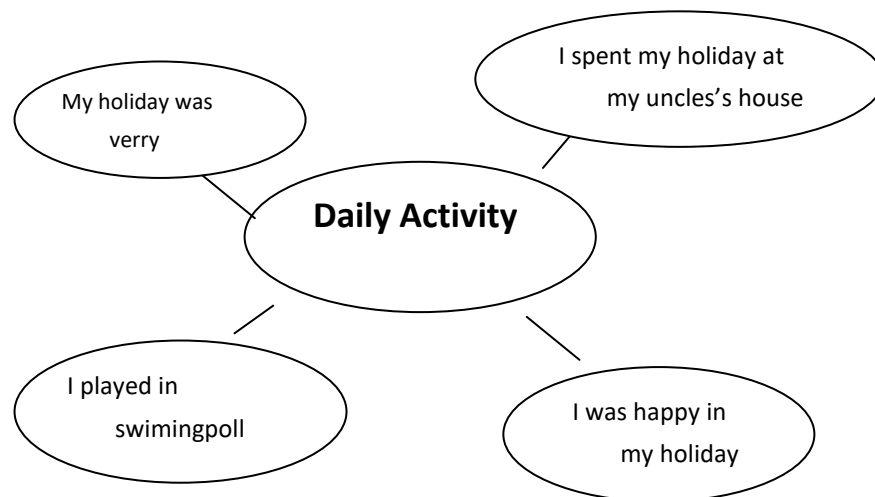 My holiday was
verry
I spent my holiday at
my uncles’s house
Daily Activity
I played in
swimingpoll
I was happy in
my holiday